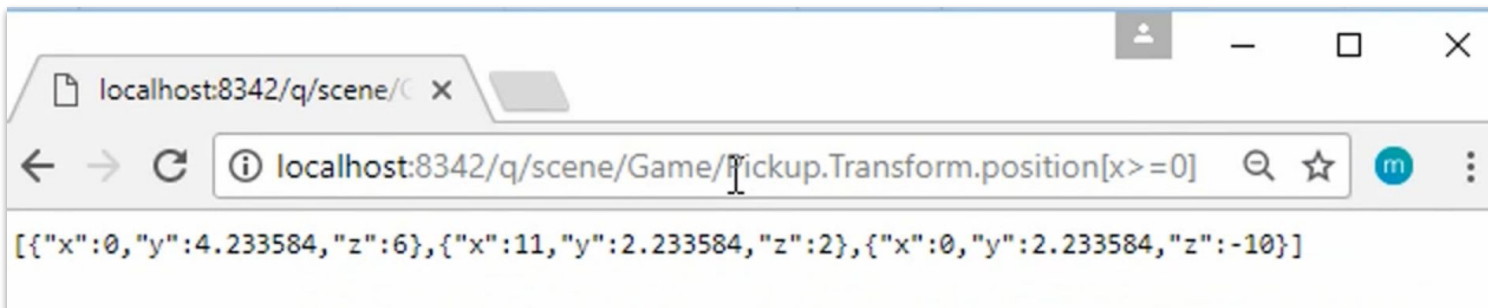 localhost:8342/q/scene/G
localhost:8342/q/scene/Game/Pickup.Transform.position[x>=0]
m
[{"x":0,"y":4.233584,"z":6},{"x":11,"y":2.233584,"z":2},{"x":0,"y":2.233584,"z":-10}]